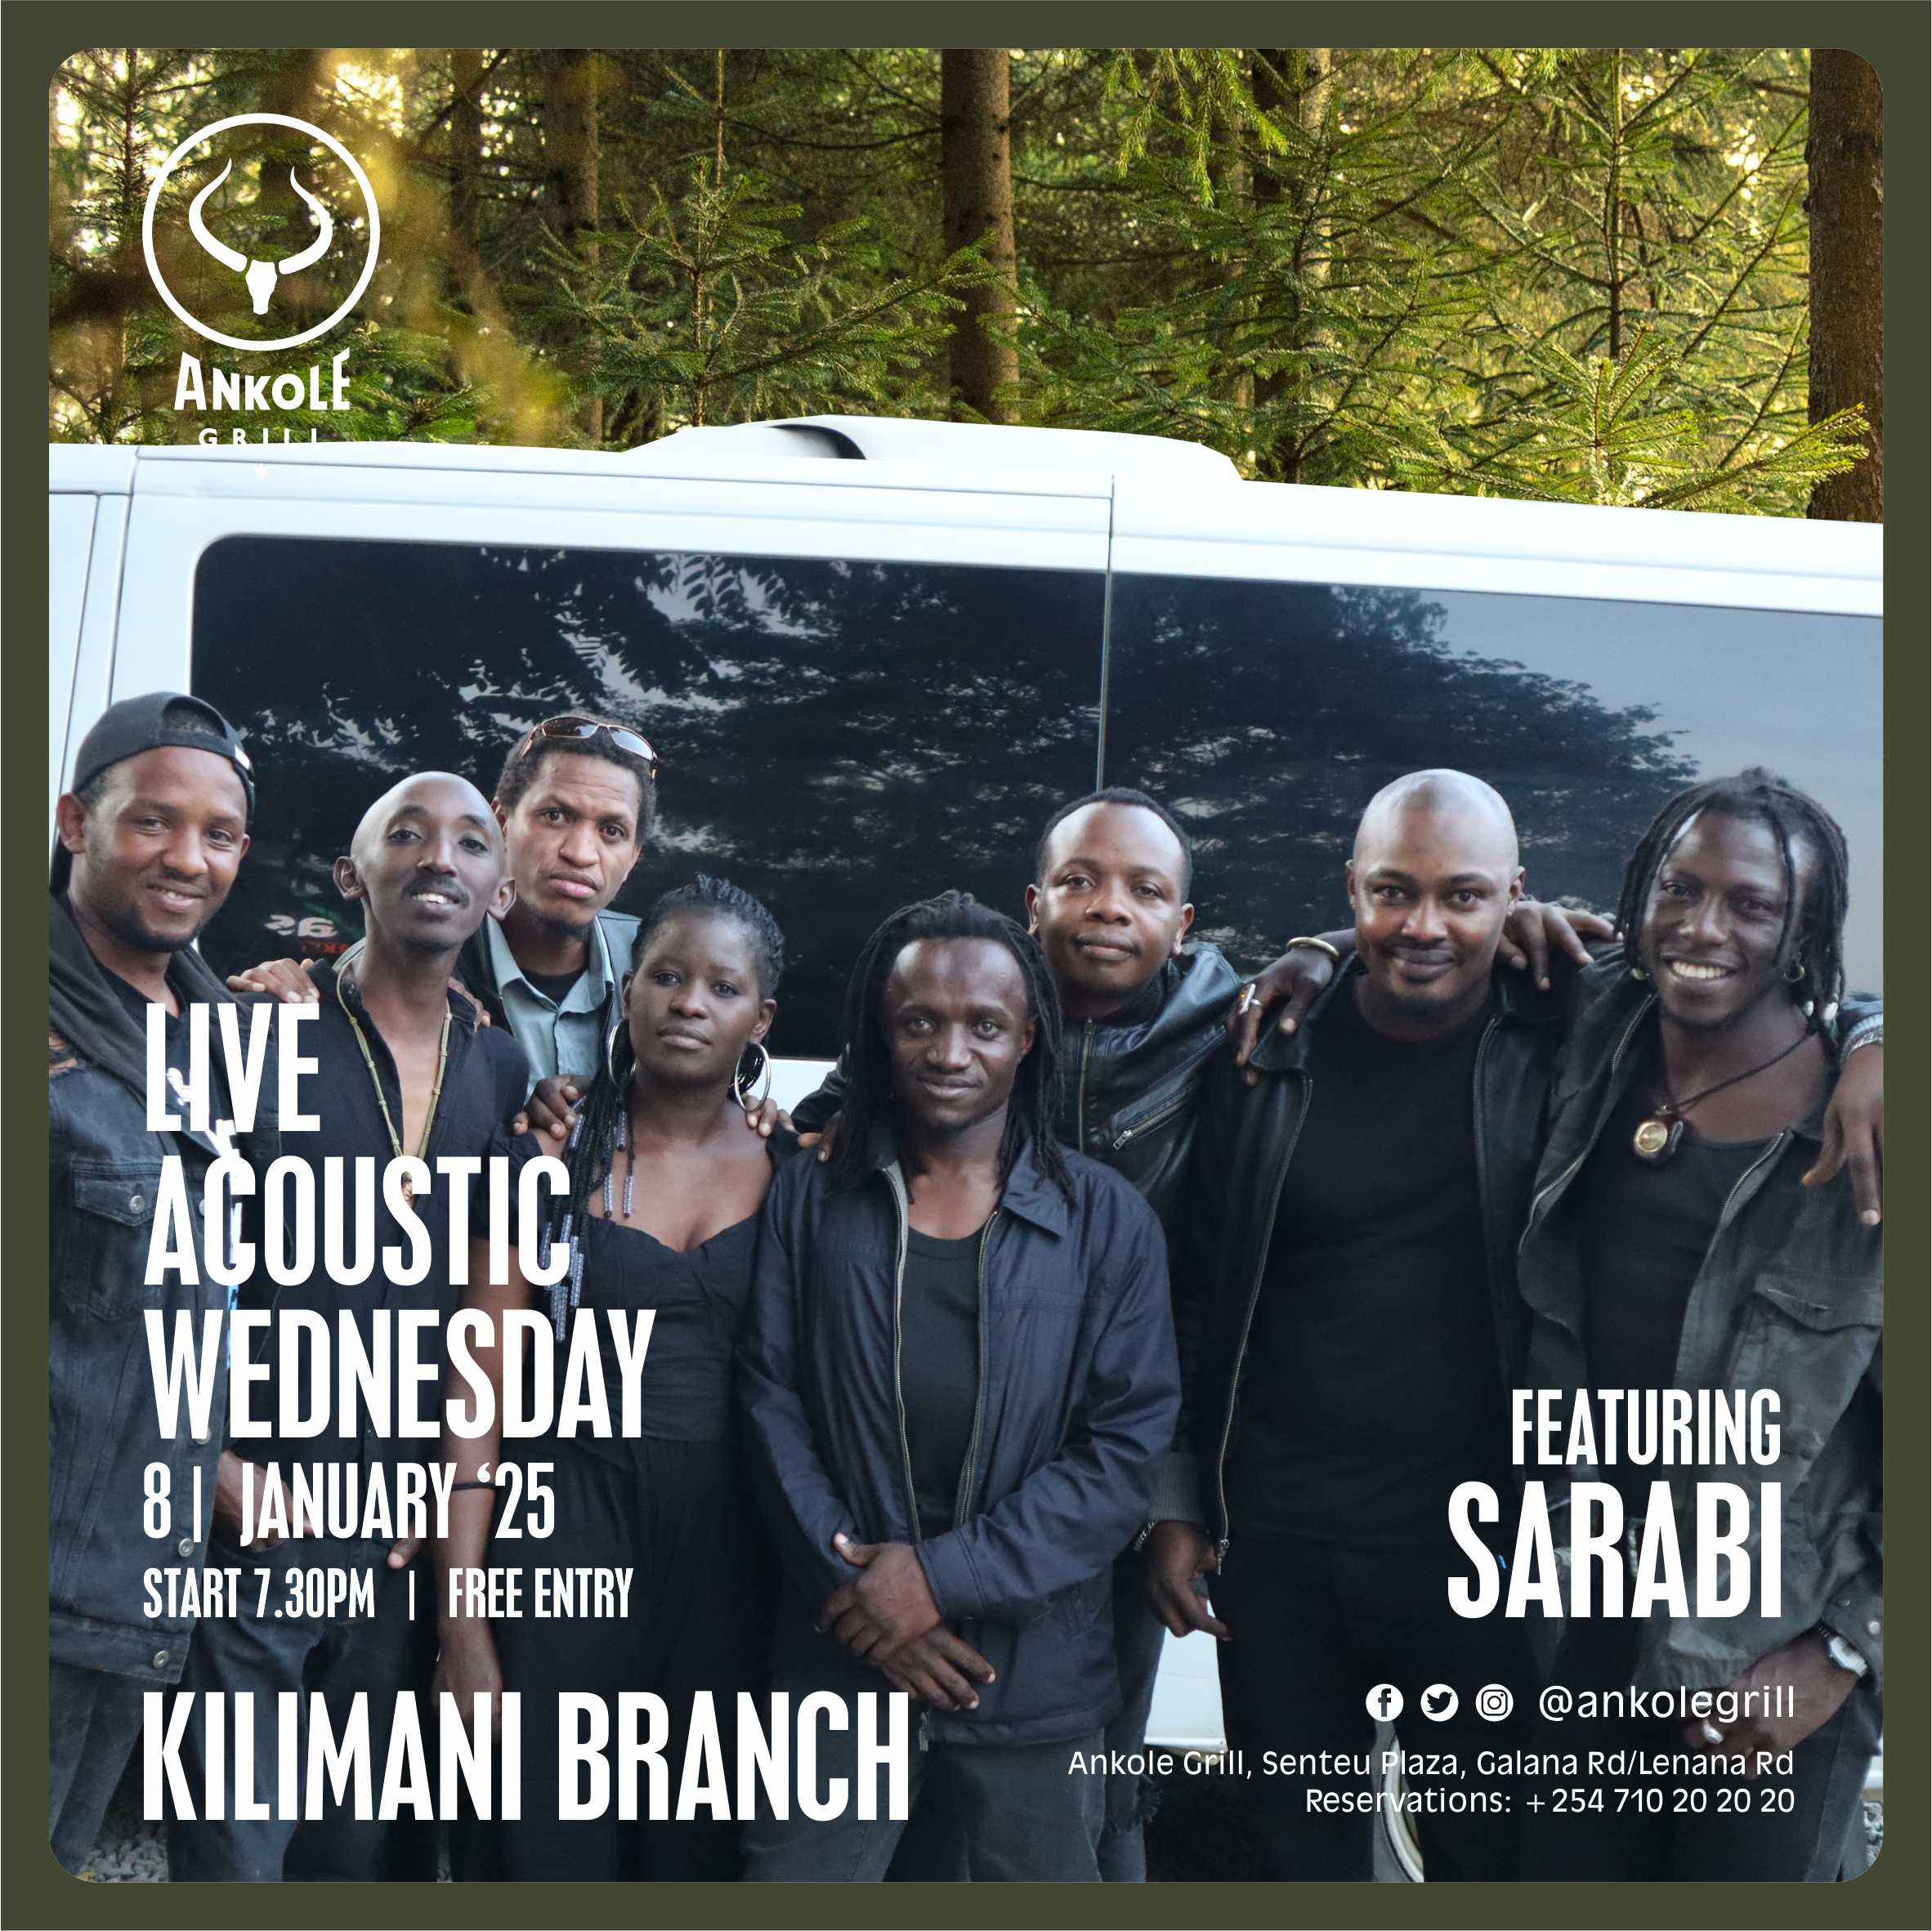 ANKOLE
GRILL
LIVE
ACOUSTIC
WEDNESDAY
8 | JANUARY ‘25
START 7.30PM | FREE ENTRY
KILIMANI BRANCH
FEATURING
SARABI
@ankolegrill
Ankole Grill, Senteu Plaza, Galana Rd/Lenana Rd
Reservations: +254 710 20 20 20